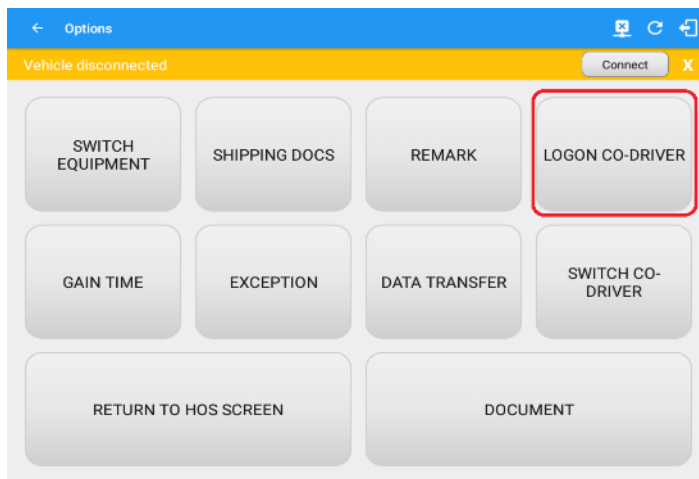 Options
Vehicle disconnected
Connect
X
SWITCH
EQUIPMENT
SHIPPING DOCS
REMARK
LOGON CO-DRIVER
GAIN TIME
EXCEPTION
DATA TRANSFER
SWITCH CO-
DRIVER
RETURN TO HOS SCREEN
DOCUMENT